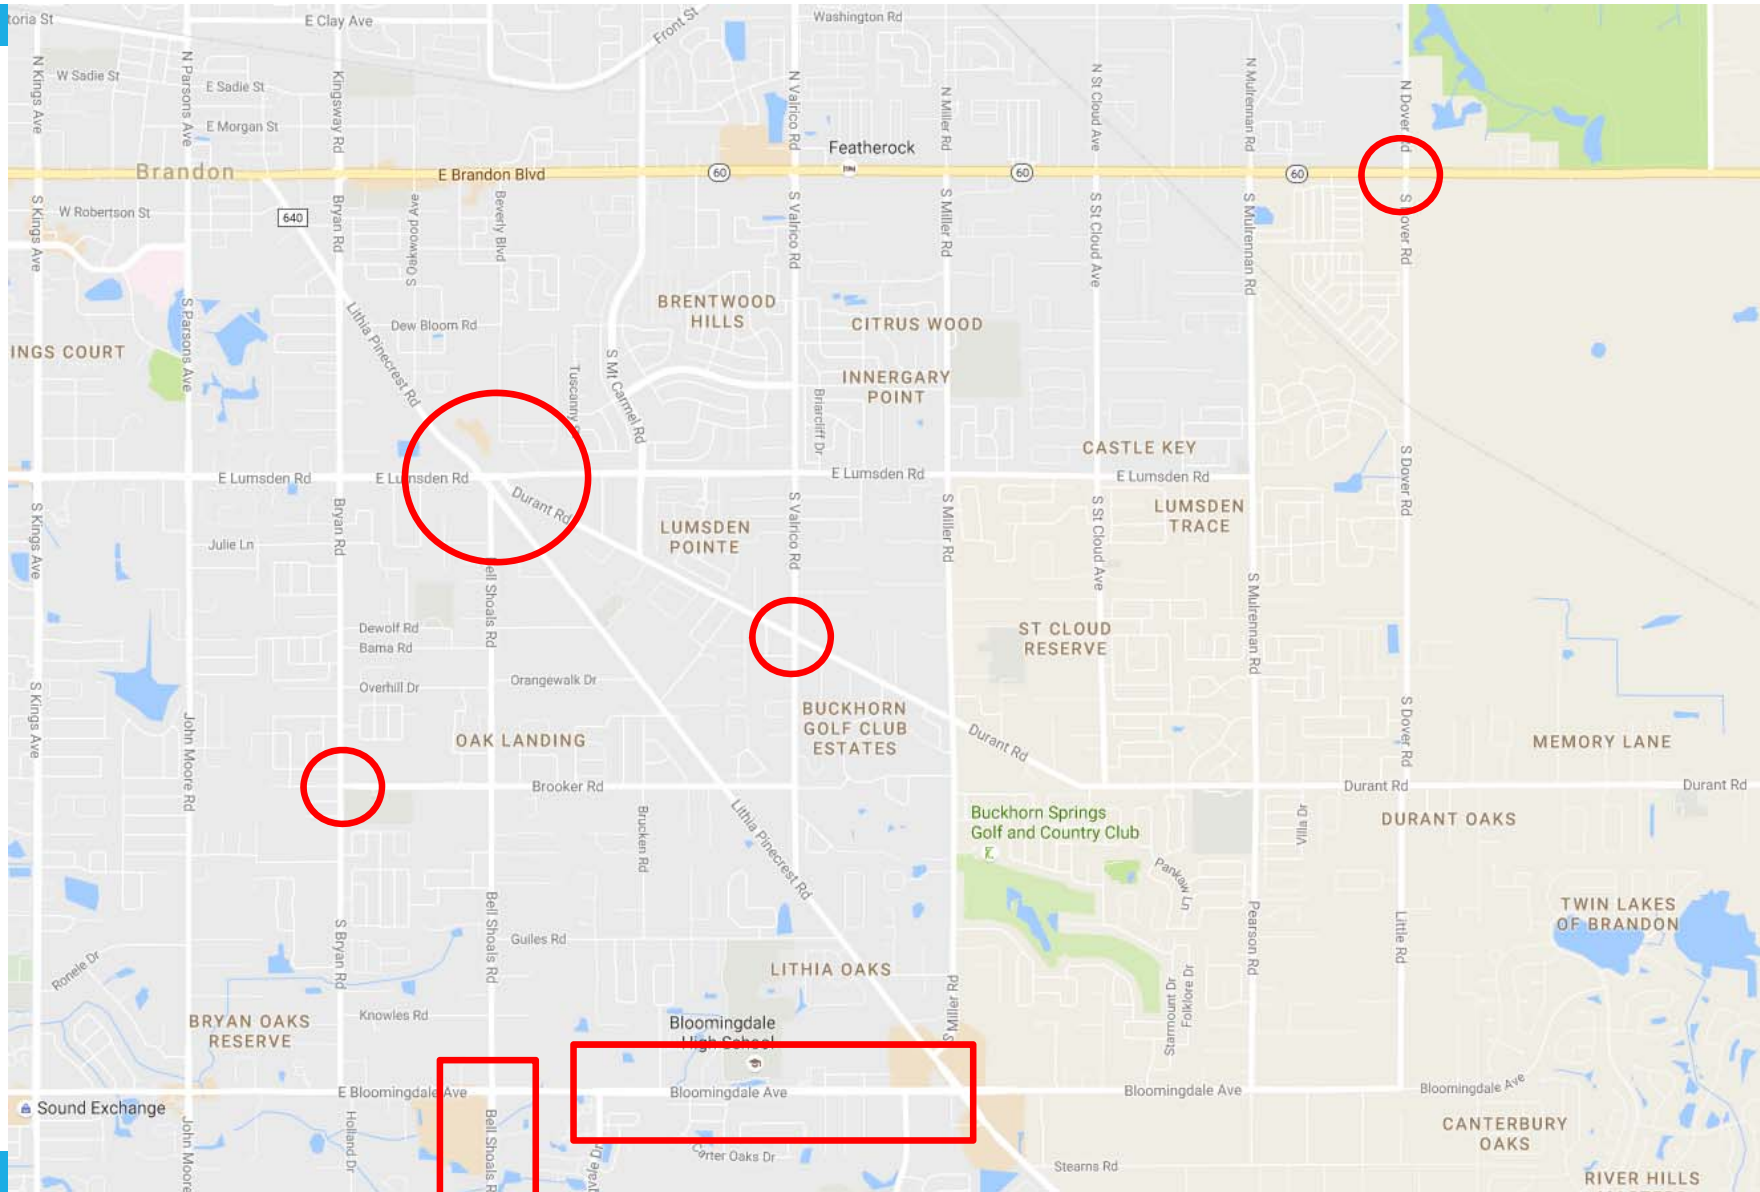 toria St
E Clay Ave
Front St
Washington Rd
N Kings Ave
W Sadie St
N Parsons Ave
E Sadie St
E Morgan St
Kingsway Rd
N Valrico Rd
N Miller Rd
N St Cloud Ave
N Mulrennan Rd
N Dover Rd
Featherock
Brandon
E Brandon Blvd
60
60
60
S Kings Ave
W Robertson St
640
Bryan Rd
S Oakwood Ave
Beverly Blvd
S Valrico Rd
S Miller Rd
S St Cloud Ave
S Mulrennan Rd
S Dover Rd
S Parsons Ave
Lithia Pinecrest Rd
Dew Bloom Rd
BRENTWOOD
HILLS
CITRUS WOOD
INGS COURT
INNERGARY
POINT
Tuscanny
S Mt Carmel Rd
Briarcliff Dr
CASTLE KEY
E Lumsden Rd
E Lumsden Rd
E Lumsden Rd
E Lumsden Rd
S Dover Rd
S Kings Ave
Bryan Rd
Durant Rd
S Valrico Rd
S Miller Rd
S St Cloud Ave
LUMSDEN
TRACE
LUMSDEN
POINTE
Julie Ln
ell Shoals Rd
S Mulrennan Rd
Dewolf Rd
Bama Rd
ST CLOUD
RESERVE
Overhill Dr
Orangewalk Dr
S Kings Ave
John Moore Rd
BUCKHORN
GOLF CLUB
ESTATES
S Dover Rd
OAK LANDING
Durant Rd
MEMORY LANE
Brooker Rd
Durant Rd
Durant Rd
Lithia Pinecrest Rd
Brucken Rd
Buckhorn Springs
Golf and Country Club
Villa Dr
DURANT OAKS
Pankaw Ln
Bell Shoals Rd
S Bryan Rd
Pearson Rd
Little Rd
TWIN LAKES
OF BRANDON
Guiles Rd
Ronele Dr
LITHIA OAKS
S Miller Rd
Starmount Dr
Folklore Dr
BRYAN OAKS
RESERVE
Knowles Rd
Bloomingdale
High School
E Bloomingdale Ave
Bloomingdale Ave
Bloomingdale Ave
Bloomingdale Ave
Sound Exchange
John Moore
Holland Dr
Bell Shoals R
Carter Oaks Dr
CANTERBURY
OAKS
Stearns Rd
RIVER HILLS